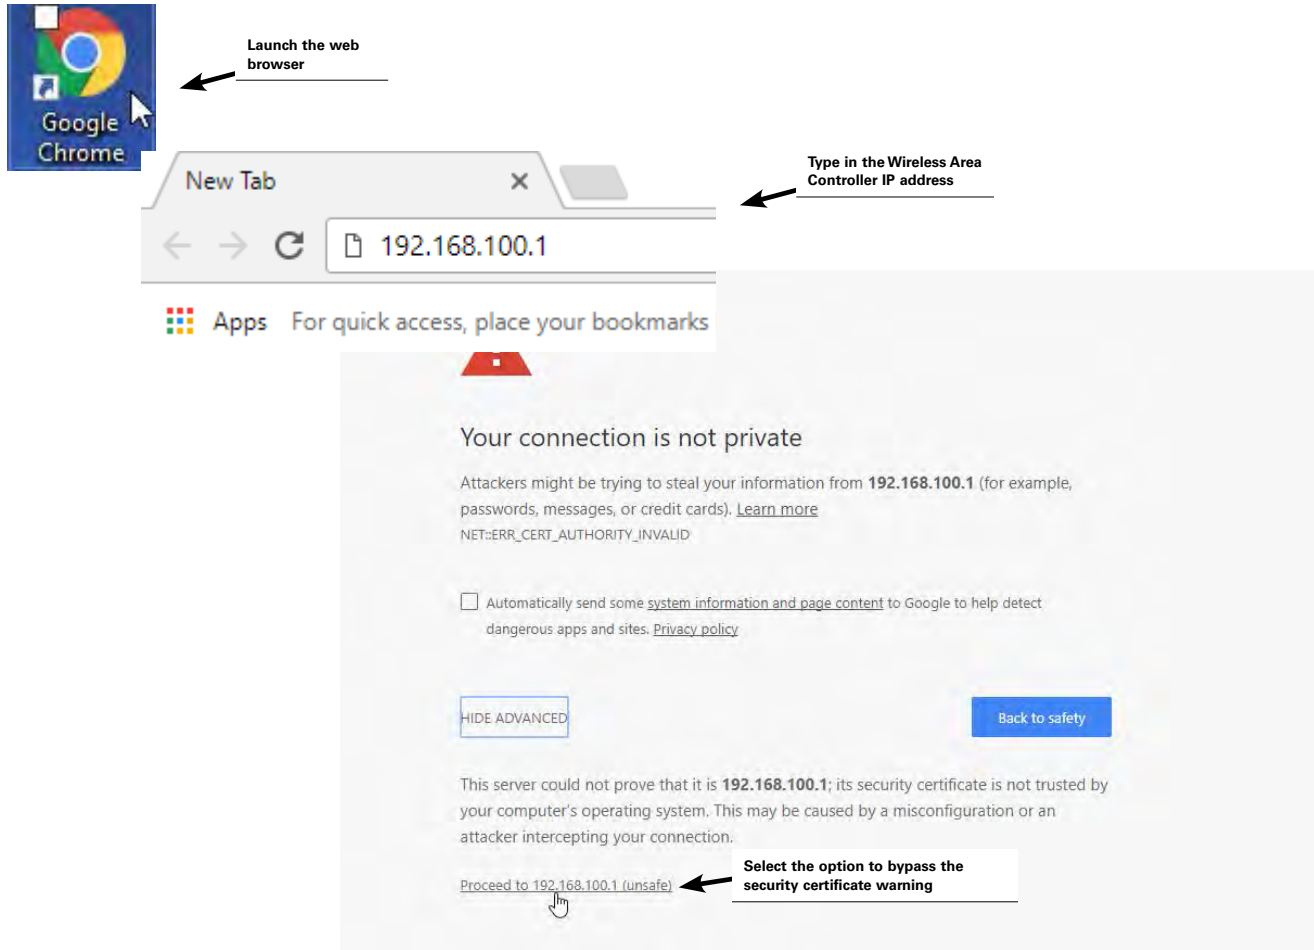 Launch the web
browser
Google
Chrome
Type in the Wireless Area
Controller IP address
New Tab
192.168.100.1
Apps For quick access, place your bookmarks
Your connection is not private
Attackers might be trying to steal your information from 192.168.100.1 (for example,
passwords, messages, or credit cards). Learn more
NET::ERR_CERT_AUTHORITY_INVALID
Automatically send some system information and page content to Google to help detect
dangerous apps and sites. Privacy policy
HIDE ADVANCED
Back to safety
This server could not prove that it is 192.168.100.1; its security certificate is not trusted by
your computer's operating system. This may be caused by a misconfiguration or an
attacker intercepting your connection.
Select the option to bypass the
security certificate warning
Proceed to 192.168.100.1 (unsafe)